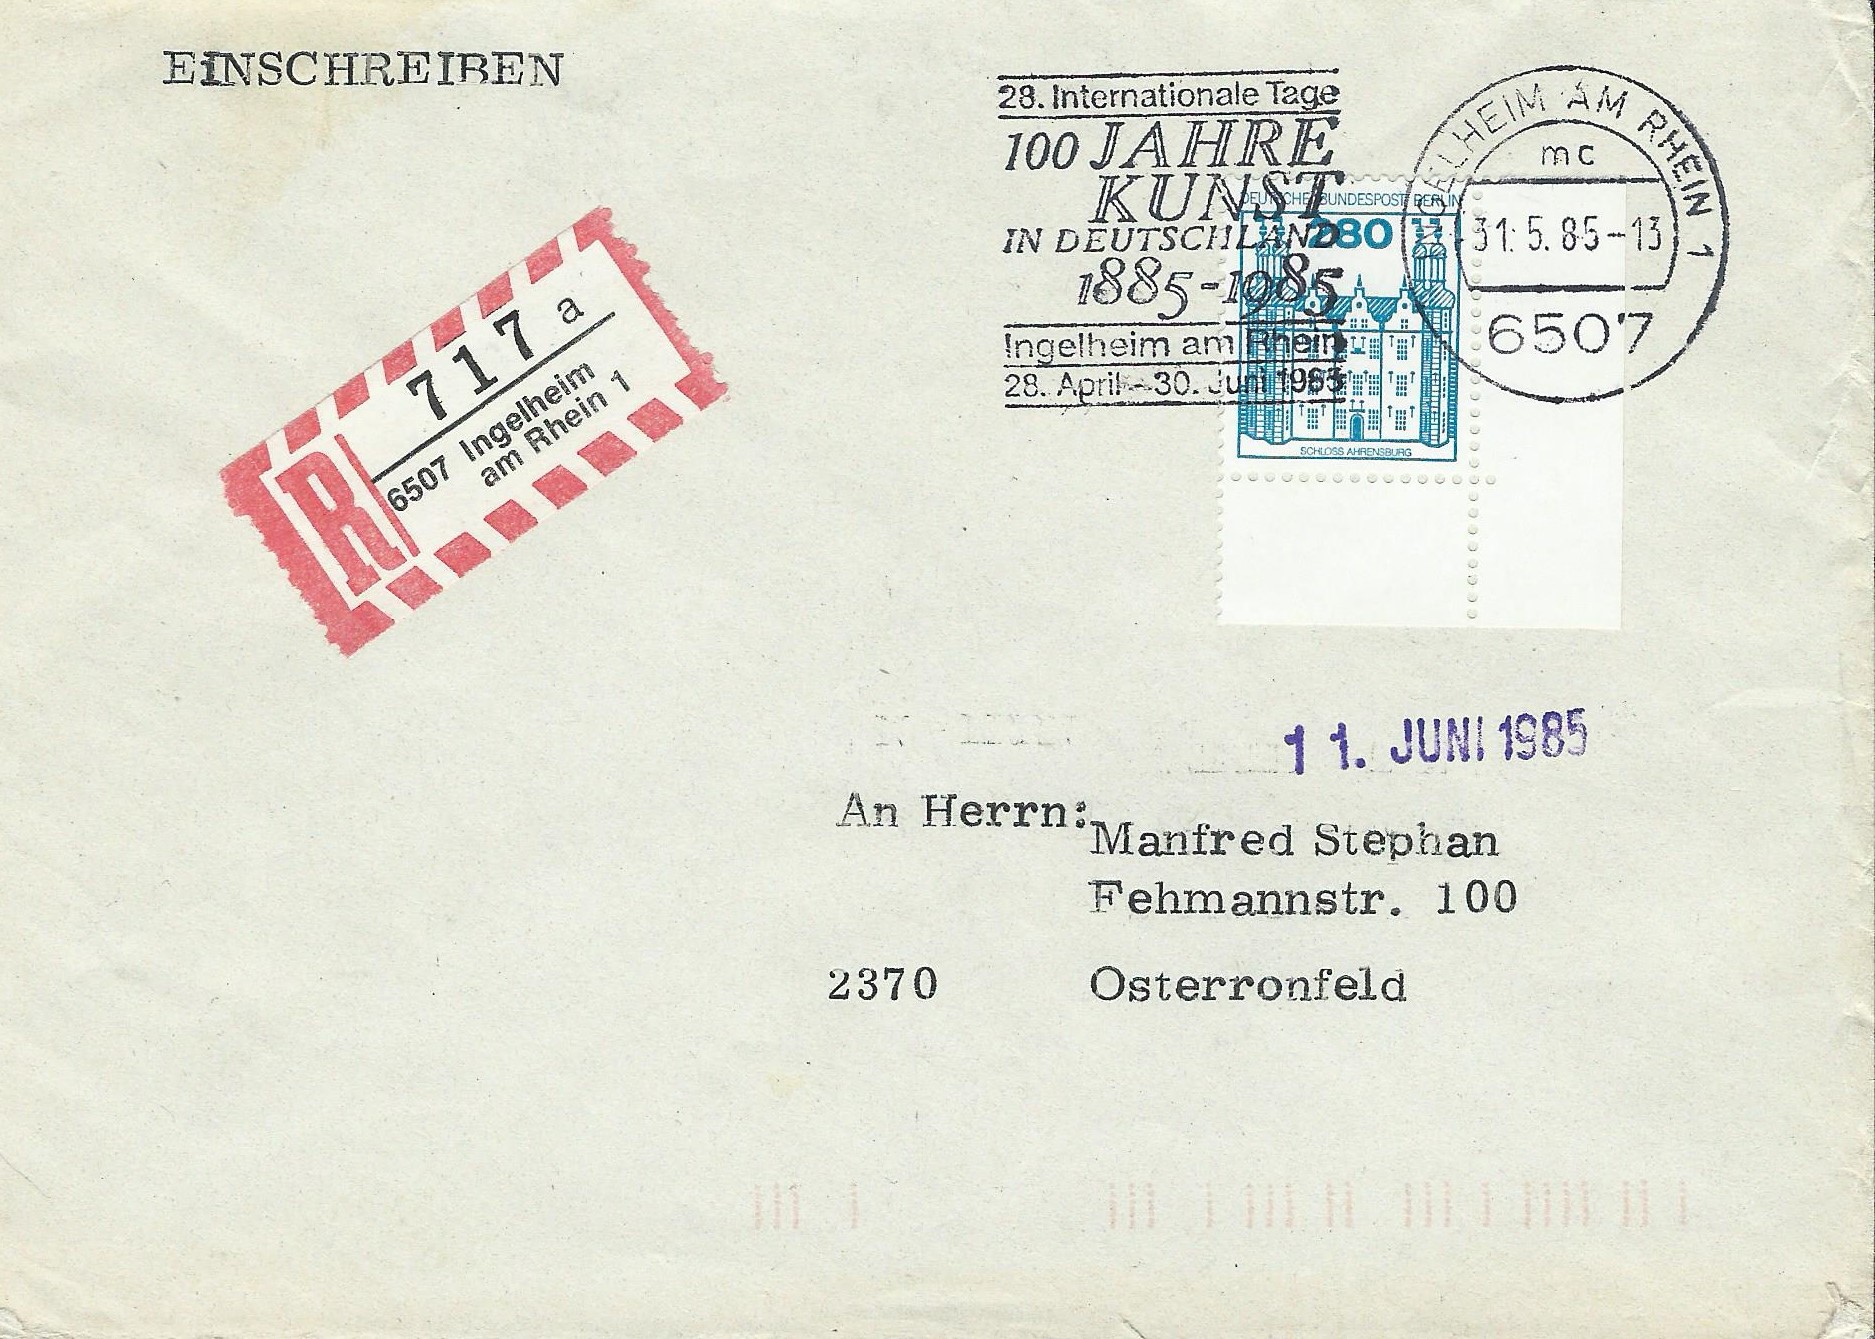 EINSCHREIBEN
28. Internationale Tage
100 JAHRE
KUNST
IN DEUTSCHLAND
1885-1985
Ingelheim am Rhein
28. April - 30. Juni 1985
INGELHEIM AM RHEIN 1
mc
31. 5. 85-13
6507
DEUTSCHE BUNDESPOST BERLIN
280
SCHLOSS AHRENSBURG
R
717 a
6507 Ingelheim
am Rhein 1
11. JUNI 1985
An Herrn:
Manfred Stephan
Fehmannstr. 100
2370 Osterronfeld